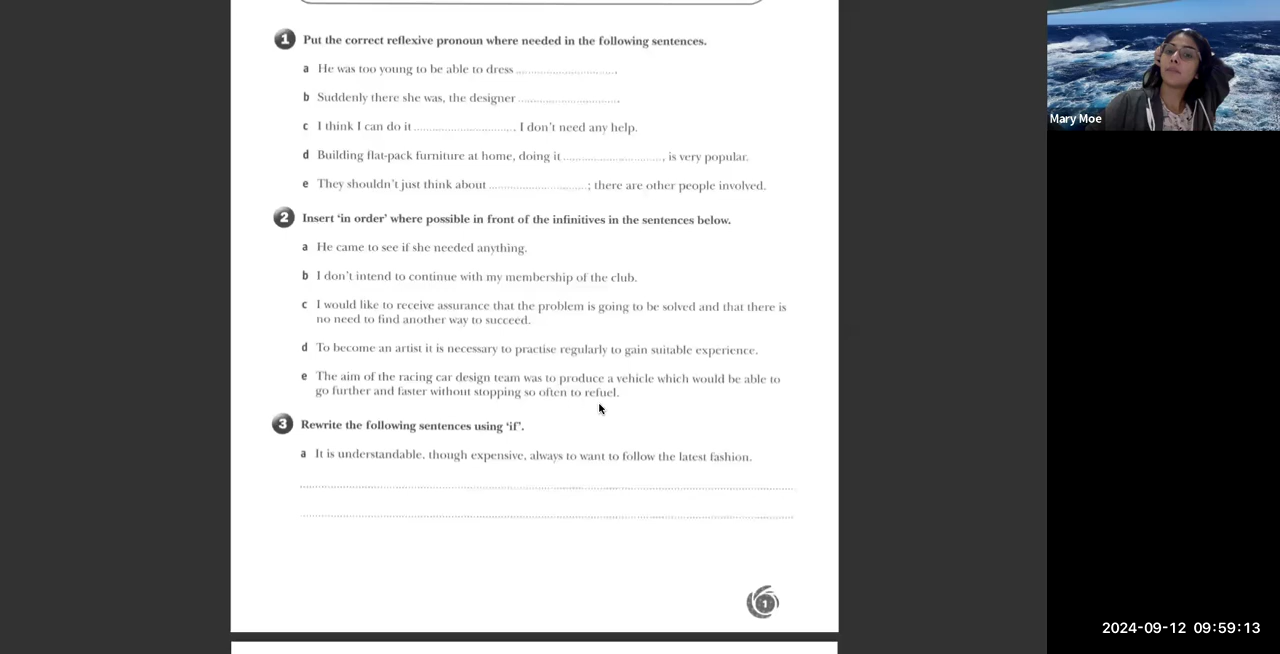 1 Put the correct reflexive pronoun where needed in the following sentences.
a He was too young to be able to dress ..............................
b Suddenly there she was, the designer ..............................
c I think I can do it .............................. I don't need any help.
d Building flat-pack furniture at home, doing it .............................., is very popular.
e They shouldn't just think about ..............................; there are other people involved.
2 Insert 'in order' where possible in front of the infinitives in the sentences below.
a He came to see if she needed anything.
b I don't intend to continue with my membership of the club.
c I would like to receive assurance that the problem is going to be solved and that there is
no need to find another way to succeed.
d To become an artist it is necessary to practise regularly to gain suitable experience.
e The aim of the racing car design team was to produce a vehicle which would be able to
go further and faster without stopping so often to refuel.
3 Rewrite the following sentences using 'if'.
a It is understandable, though expensive, always to want to follow the latest fashion.
1
Mary Moe
2024-09-12 09:59:13